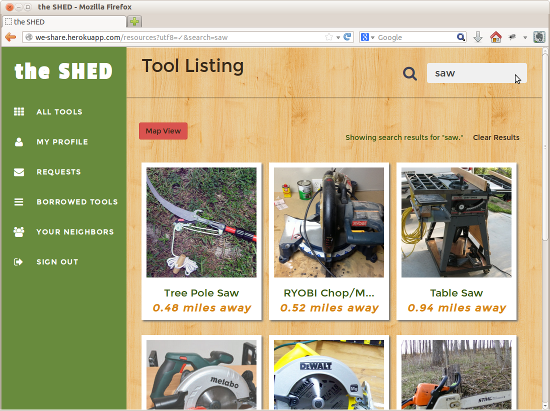 the SHED - Mozilla Firefox
the SHED
we-share.herokuapp.com/resources?utf8=✓&search=saw
Google
the SHED
Tool Listing
saw
ALL TOOLS
MY PROFILE
REQUESTS
BORROWED TOOLS
YOUR NEIGHBORS
SIGN OUT
Map View
Showing search results for "saw."
Clear Results
Tree Pole Saw
0.48 miles away
RYOBI Chop/M...
0.52 miles away
Table Saw
0.94 miles away
metabo
DEWALT
STIHL